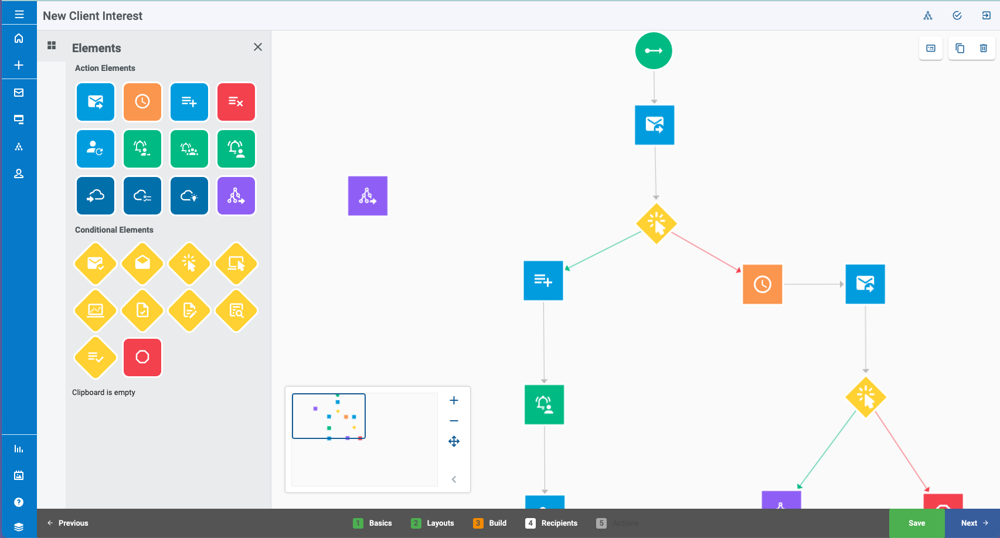 New Client Interest
Elements
Action Elements
Conditional Elements
Clipboard is empty
Previous
1 Basics
2 Layouts
3 Build
4 Recipients
5 Actions
Save
Next